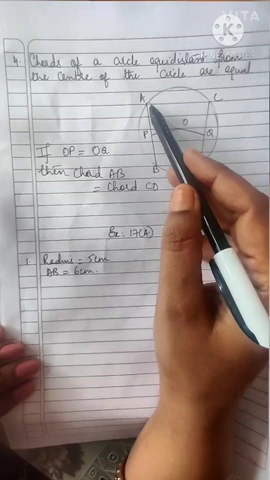 4. Chords of a circle equidistant from
the centre of the circle are equal
A
C
O
P
Q
B
If OP = OQ
then Chord AB
= Chord CD
Ex: 17(A)
1. Radius = 5cm
AB = 6cm.